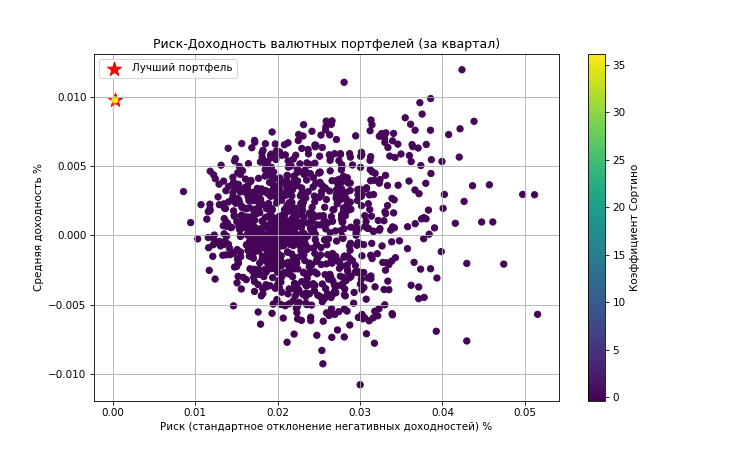 Риск-Доходность валютных портфелей (за квартал)
Лучший портфель
Средняя доходность %
0.010
0.005
0.000
−0.005
−0.010
0.00 0.01 0.02 0.03 0.04 0.05
Риск (стандартное отклонение негативных доходностей) %
35
30
25
20
15
10
5
0
Коэффициент Сортино